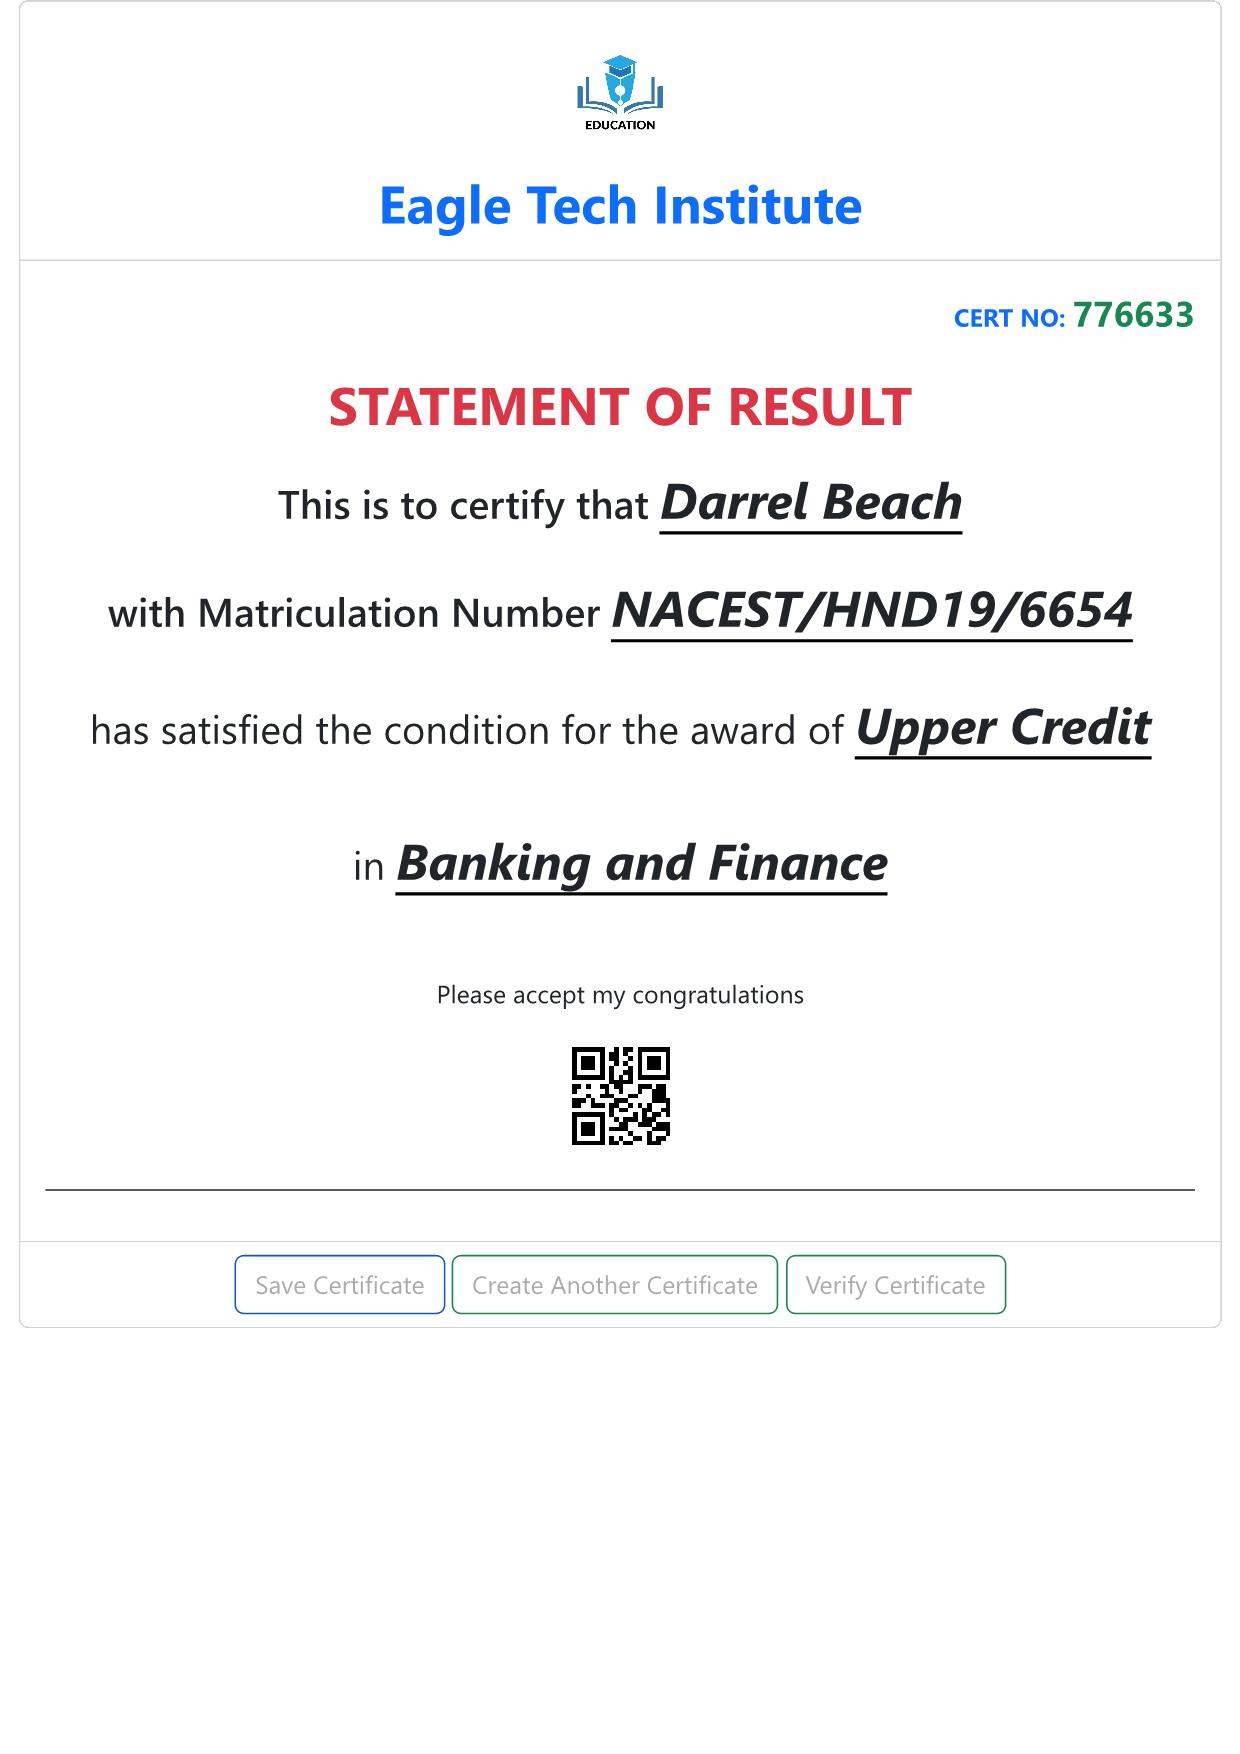 EDUCATION
Eagle Tech Institute
CERT NO: 776633
STATEMENT OF RESULT
This is to certify that Darrel Beach
with Matriculation Number NACEST/HND19/6654
has satisfied the condition for the award of Upper Credit
in Banking and Finance
Please accept my congratulations
Save Certificate Create Another Certificate Verify Certificate